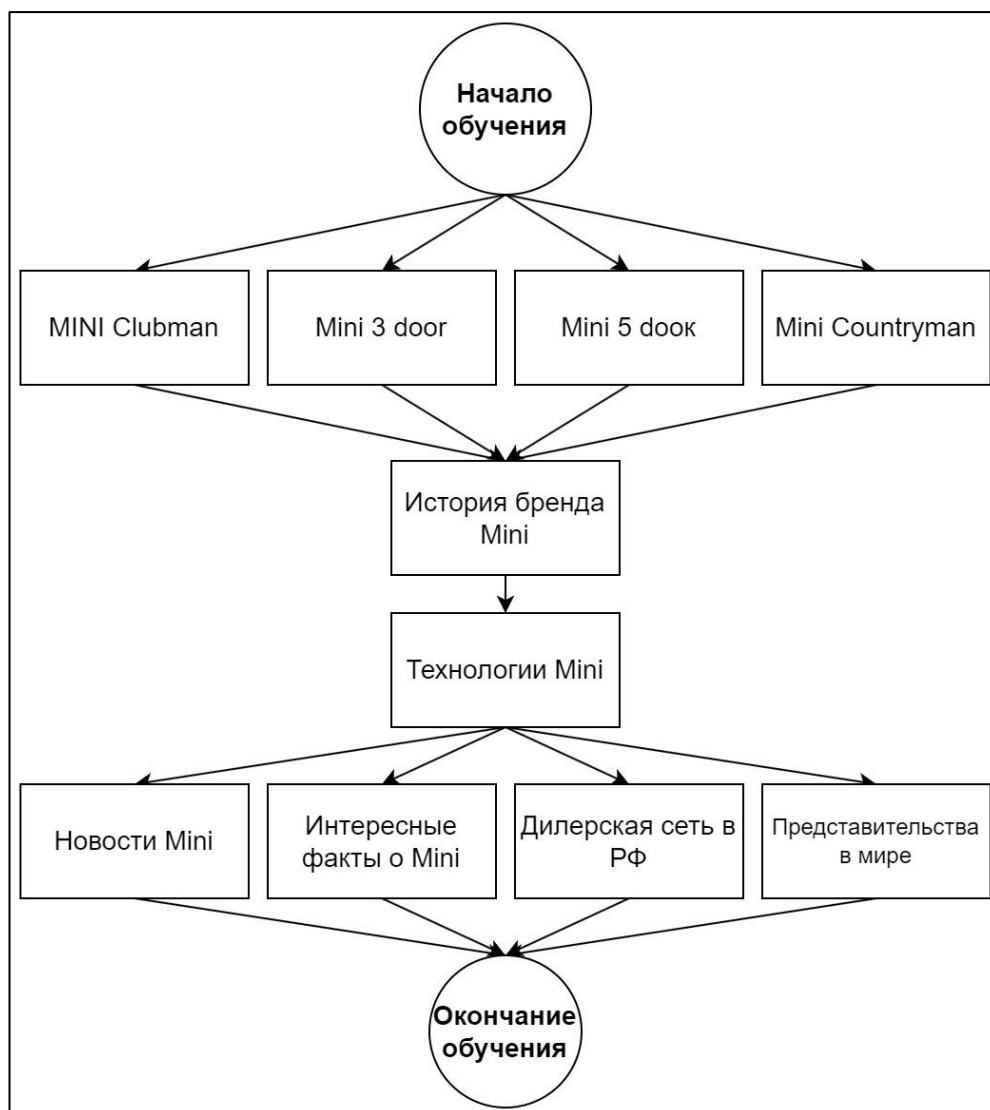 Начало
обучения
MINI Clubman
Mini 3 door
Mini 5 dooк
Mini Countryman
История бренда
Mini
Технологии Mini
Новости Mini
Интересные
факты о Mini
Дилерская сеть в
РФ
Представительства
в мире
Окончание
обучения